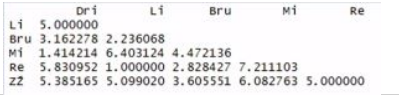 Dri Li Bru Mi Re
Li 5.000000
Bru 3.162278 2.236068
Mi 1.414214 6.403124 4.472136
Re 5.830952 1.000000 2.828427 7.211103
ZZ 5.385165 5.099020 3.605551 6.082763 5.000000